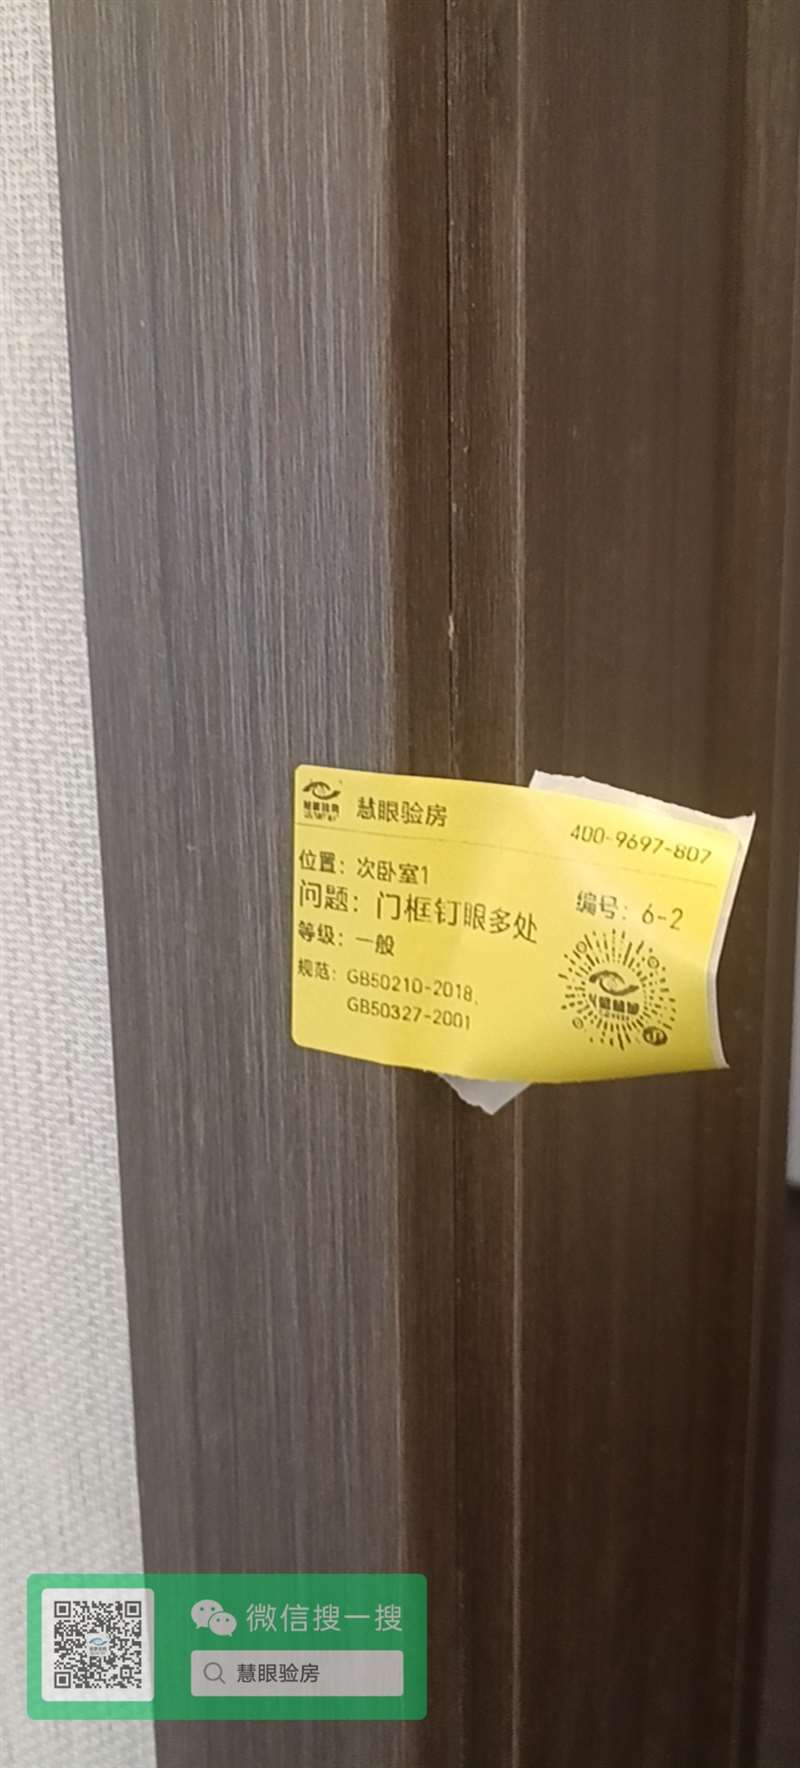 慧眼验房
400-9697-807
位置：次卧室1
编号：6-2
问题：门框钉眼多处
等级：一般
规范：GB50210-2018、
GB50327-2001
微信搜一搜
慧眼验房